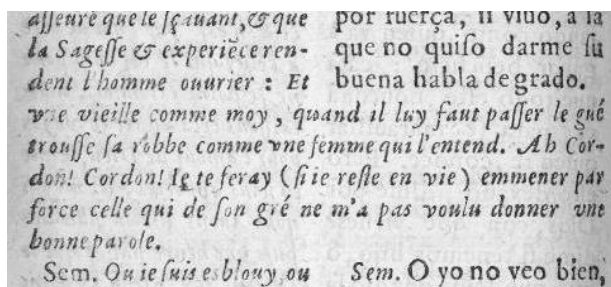 asseuré que le sçauant, & que
la Sagesse & experiẽce ren-
dent l'homme ouurier : Et
vne vieille comme moy, quand il luy faut passer le gué
trousse sa robbe comme vne femme qui l'entend. Ah Cor-
don! Cordon! Ie te feray (si ie reste en vie) emmener par
force celle qui de son gré ne m'a pas voulu donner vne
bonne parole.
Sem. Ou ie suis esblouy, ou
por fuerça, si viuo, a la
que no quiso darme su
buena habla de grado.
Sem. O yo no veo bien,